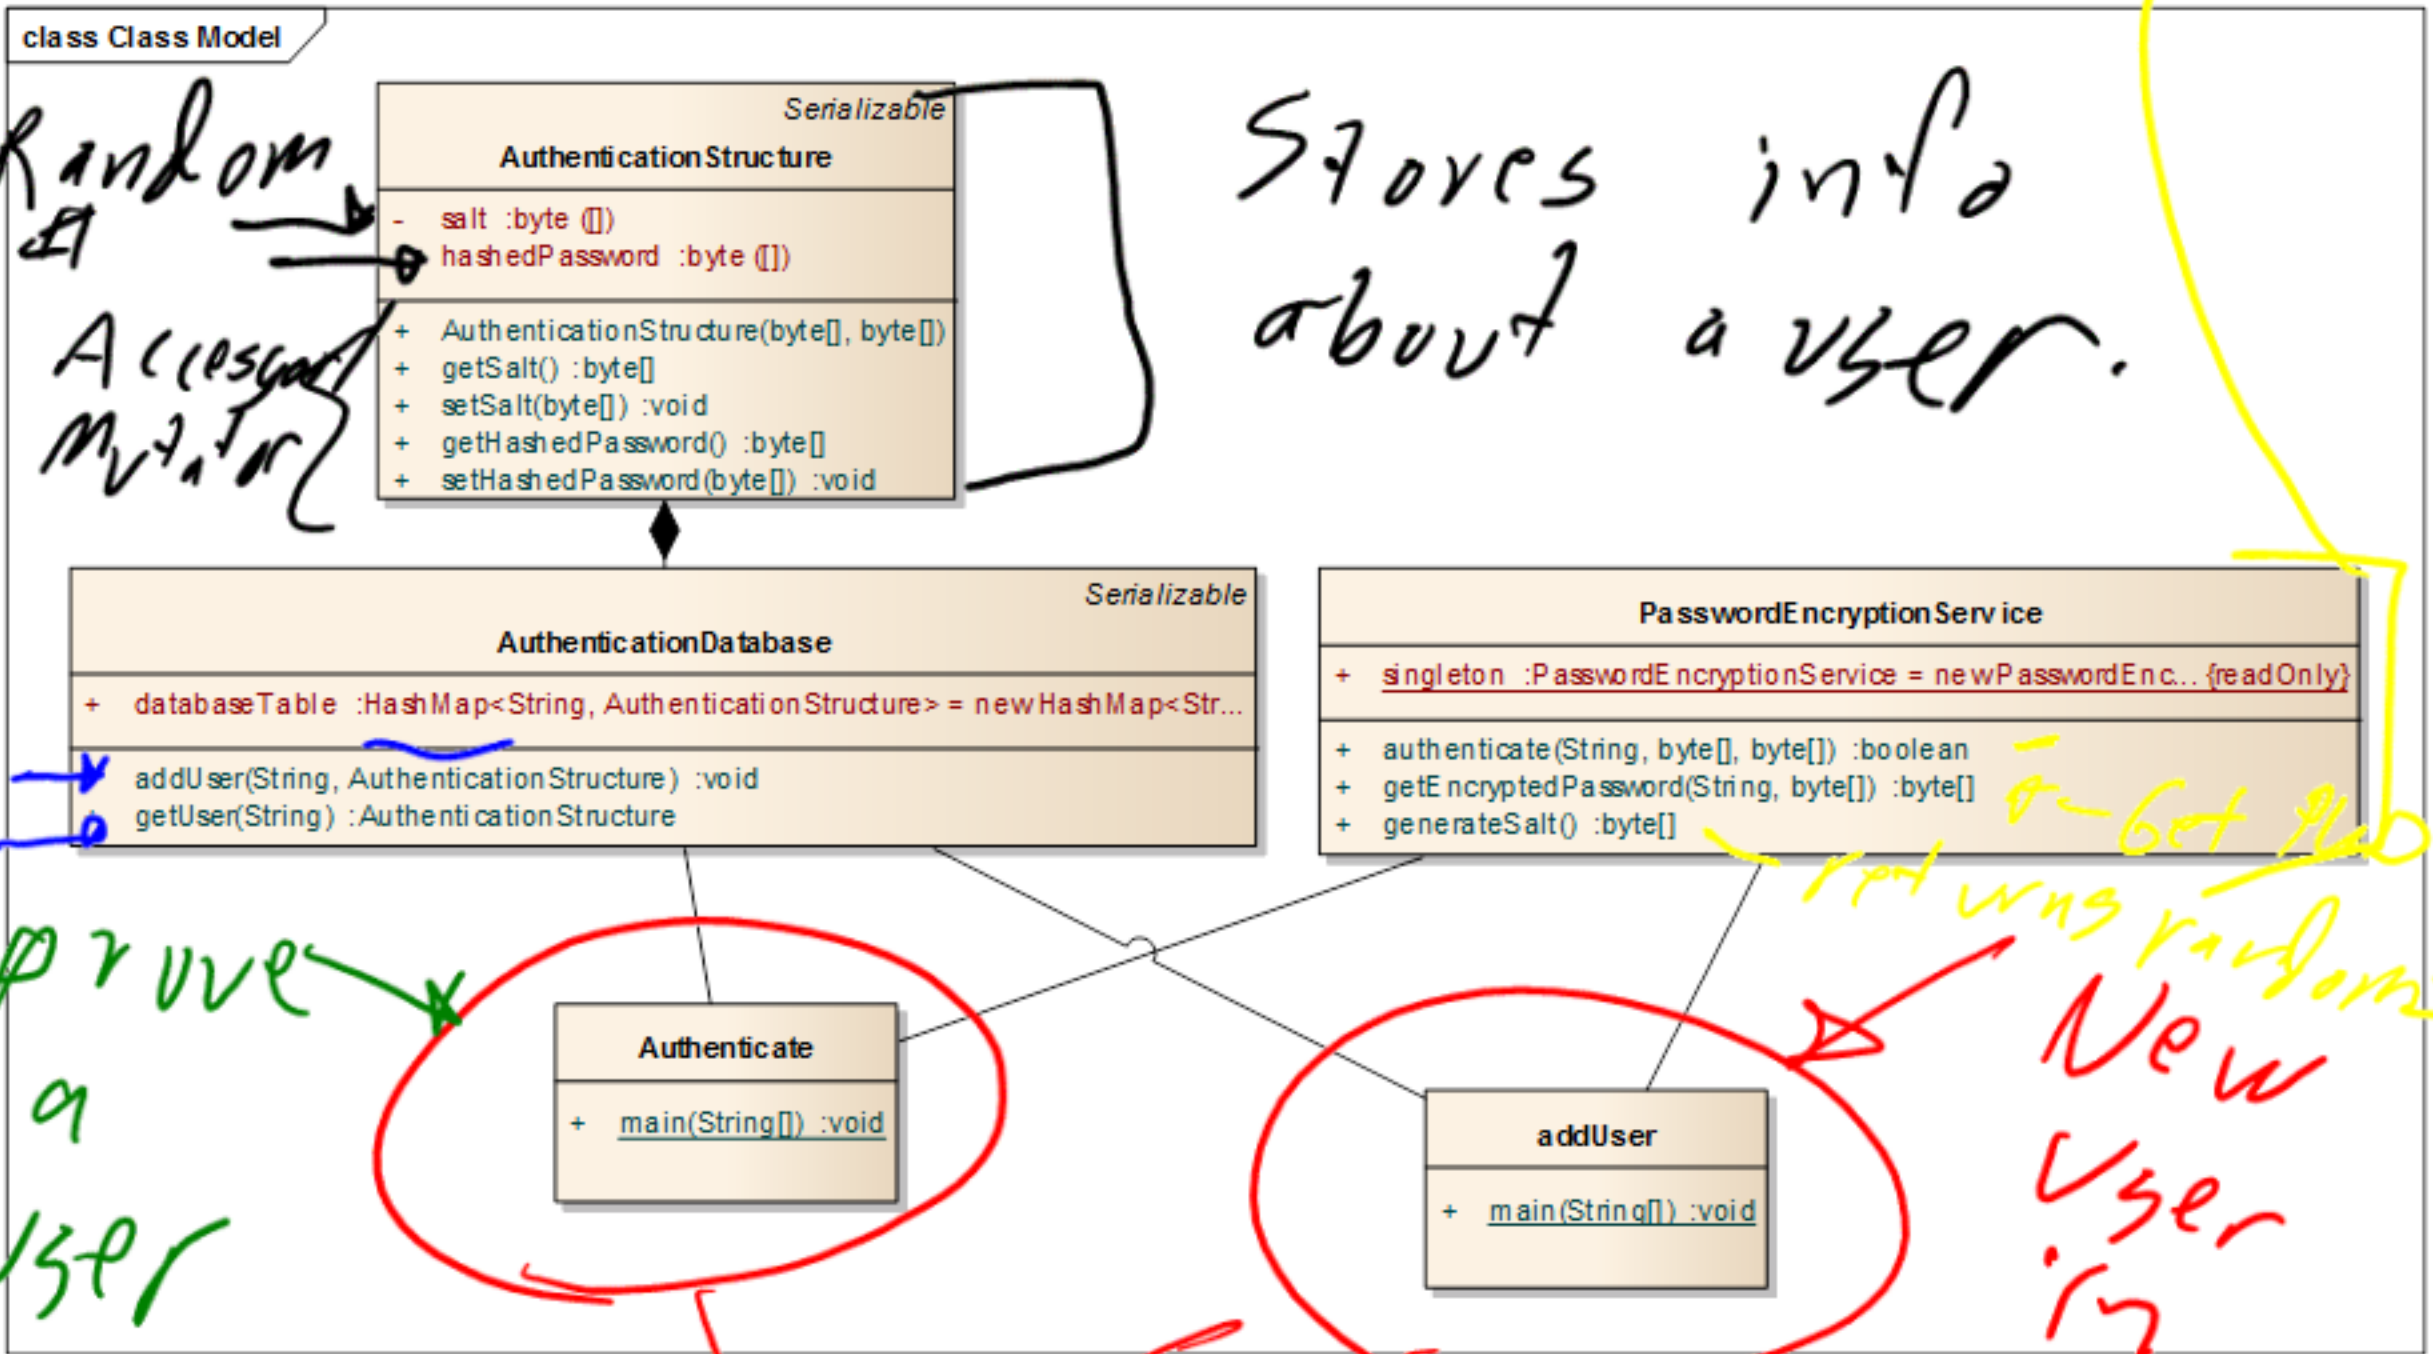 class Class Model
Serializable
AuthenticationStructure
- salt :byte ([])
hashedPassword :byte ([])
+ AuthenticationStructure(byte[], byte[])
+ getSalt() :byte[]
+ setSalt(byte[]) :void
+ getHashedPassword() :byte[]
+ setHashedPassword(byte[]) :void
Random
#
Accessor
Mutator
Stores info
about a user.
Serializable
AuthenticationDatabase
+ databaseTable :HashMap<String, AuthenticationStructure> = new HashMap<Str...
addUser(String, AuthenticationStructure) :void
getUser(String) :AuthenticationStructure
PasswordEncryptionService
+ singleton :PasswordEncryptionService = new PasswordEnc... {readOnly}
+ authenticate(String, byte[], byte[]) :boolean
+ getEncryptedPassword(String, byte[]) :byte[]
+ generateSalt() :byte[]
Get
returns random
prove
a
user
Authenticate
+ main(String[]) :void
addUser
+ main(String[]) :void
New
User
in